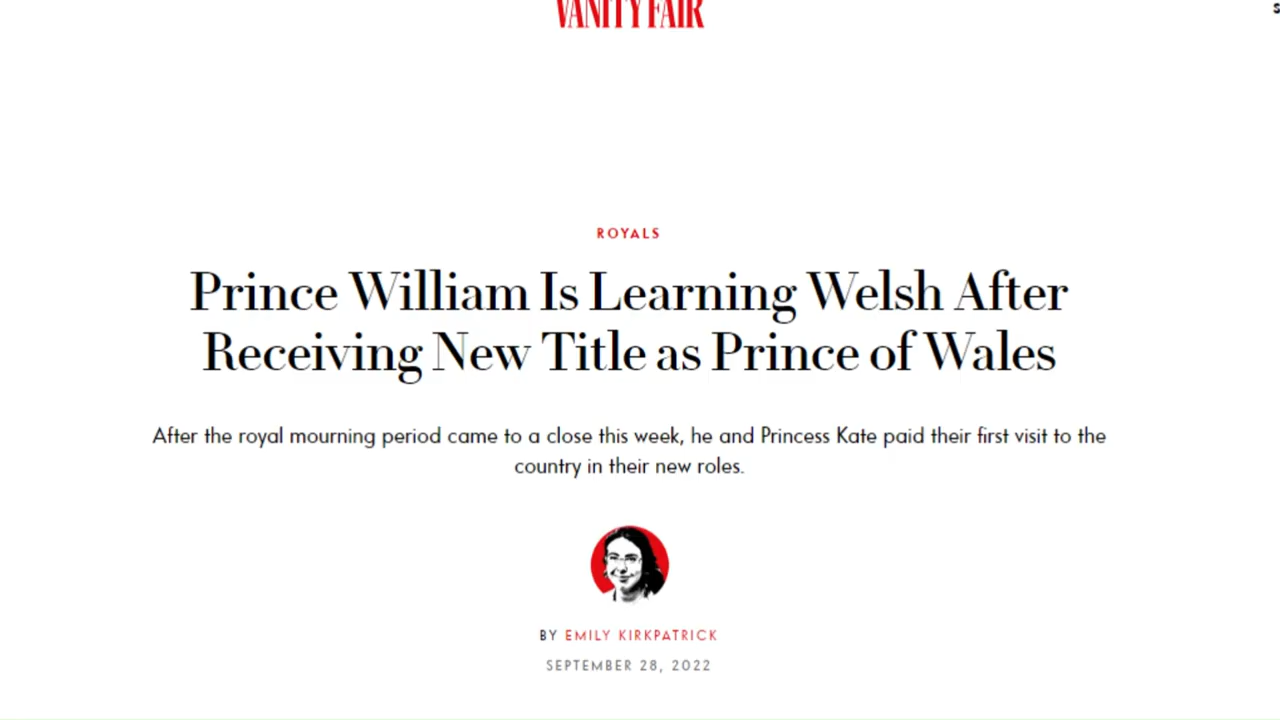 VANITY FAIR
ROYALS
Prince William Is Learning Welsh After
Receiving New Title as Prince of Wales
After the royal mourning period came to a close this week, he and Princess Kate paid their first visit to the
country in their new roles.
BY EMILY KIRKPATRICK
SEPTEMBER 28, 2022